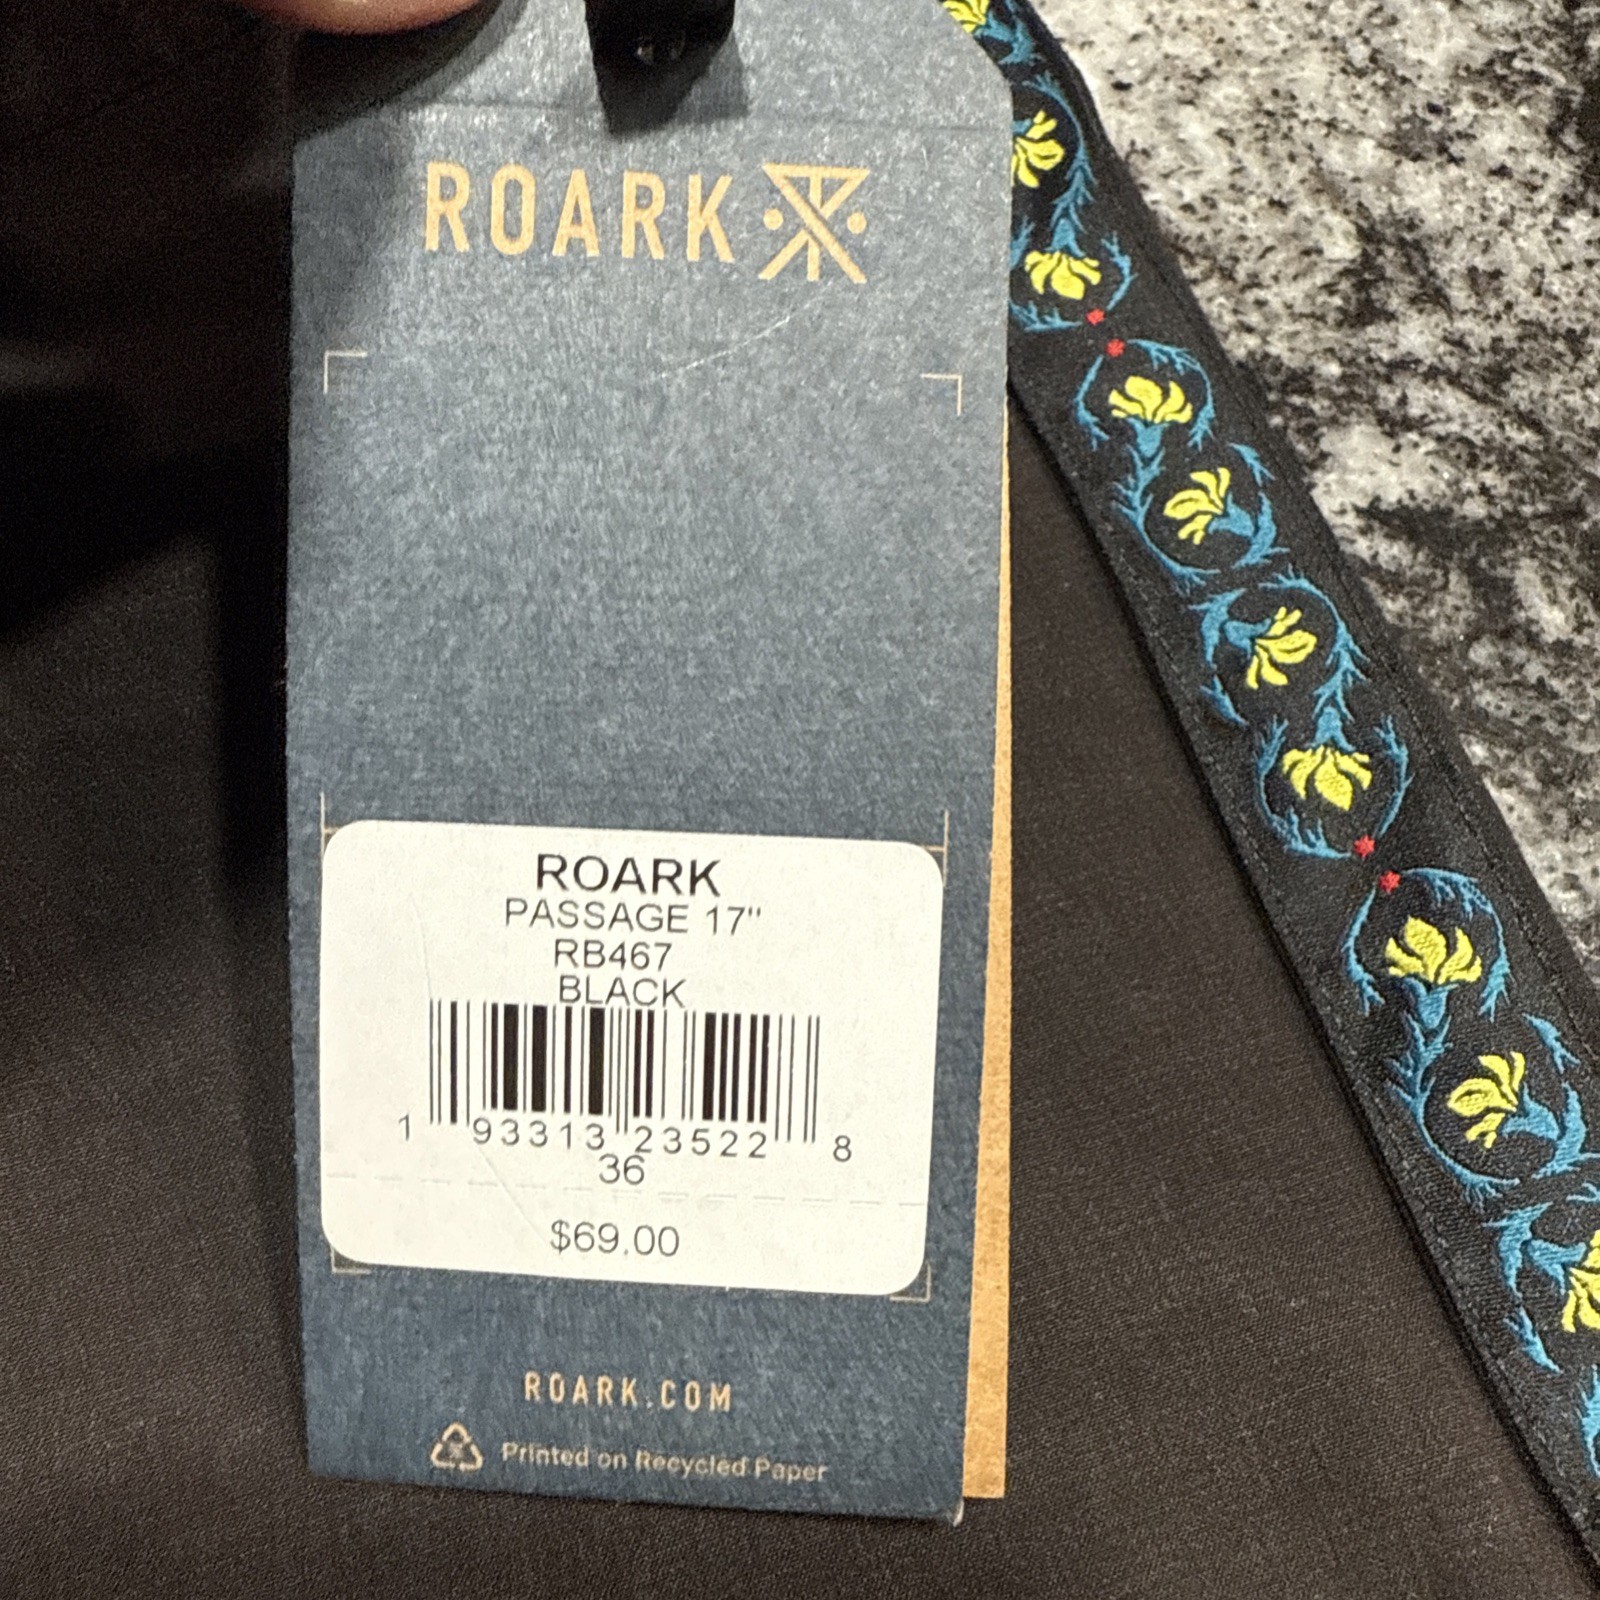 ROARK
ROARK
PASSAGE 17"
RB467
BLACK
1 93313 23522 8
36
$69.00
ROARK.COM
Printed on Recycled Paper